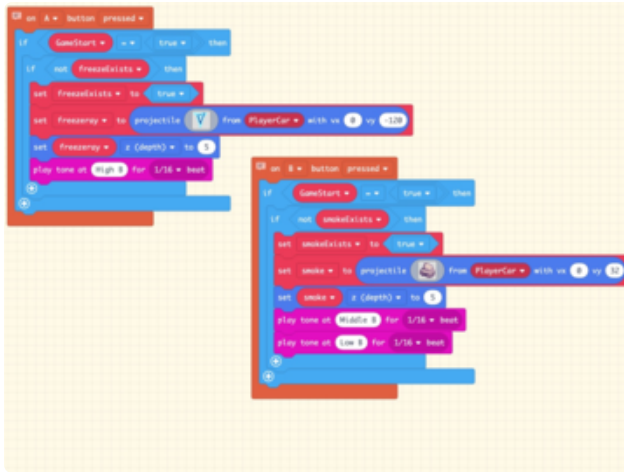 on A button pressed
if GameStart = true then
if not freezeExists then
set freezeExists to true
set freezeray to projectile from PlayerCar with vx 0 vy -120
set freezeray z (depth) to 5
play tone at High B for 1/16 beat
on B button pressed
if GameStart = true then
if not smokeExists then
set smokeExists to true
set smoke to projectile from PlayerCar with vx 0 vy 32
set smoke z (depth) to 5
play tone at Middle B for 1/16 beat
play tone at Low B for 1/16 beat